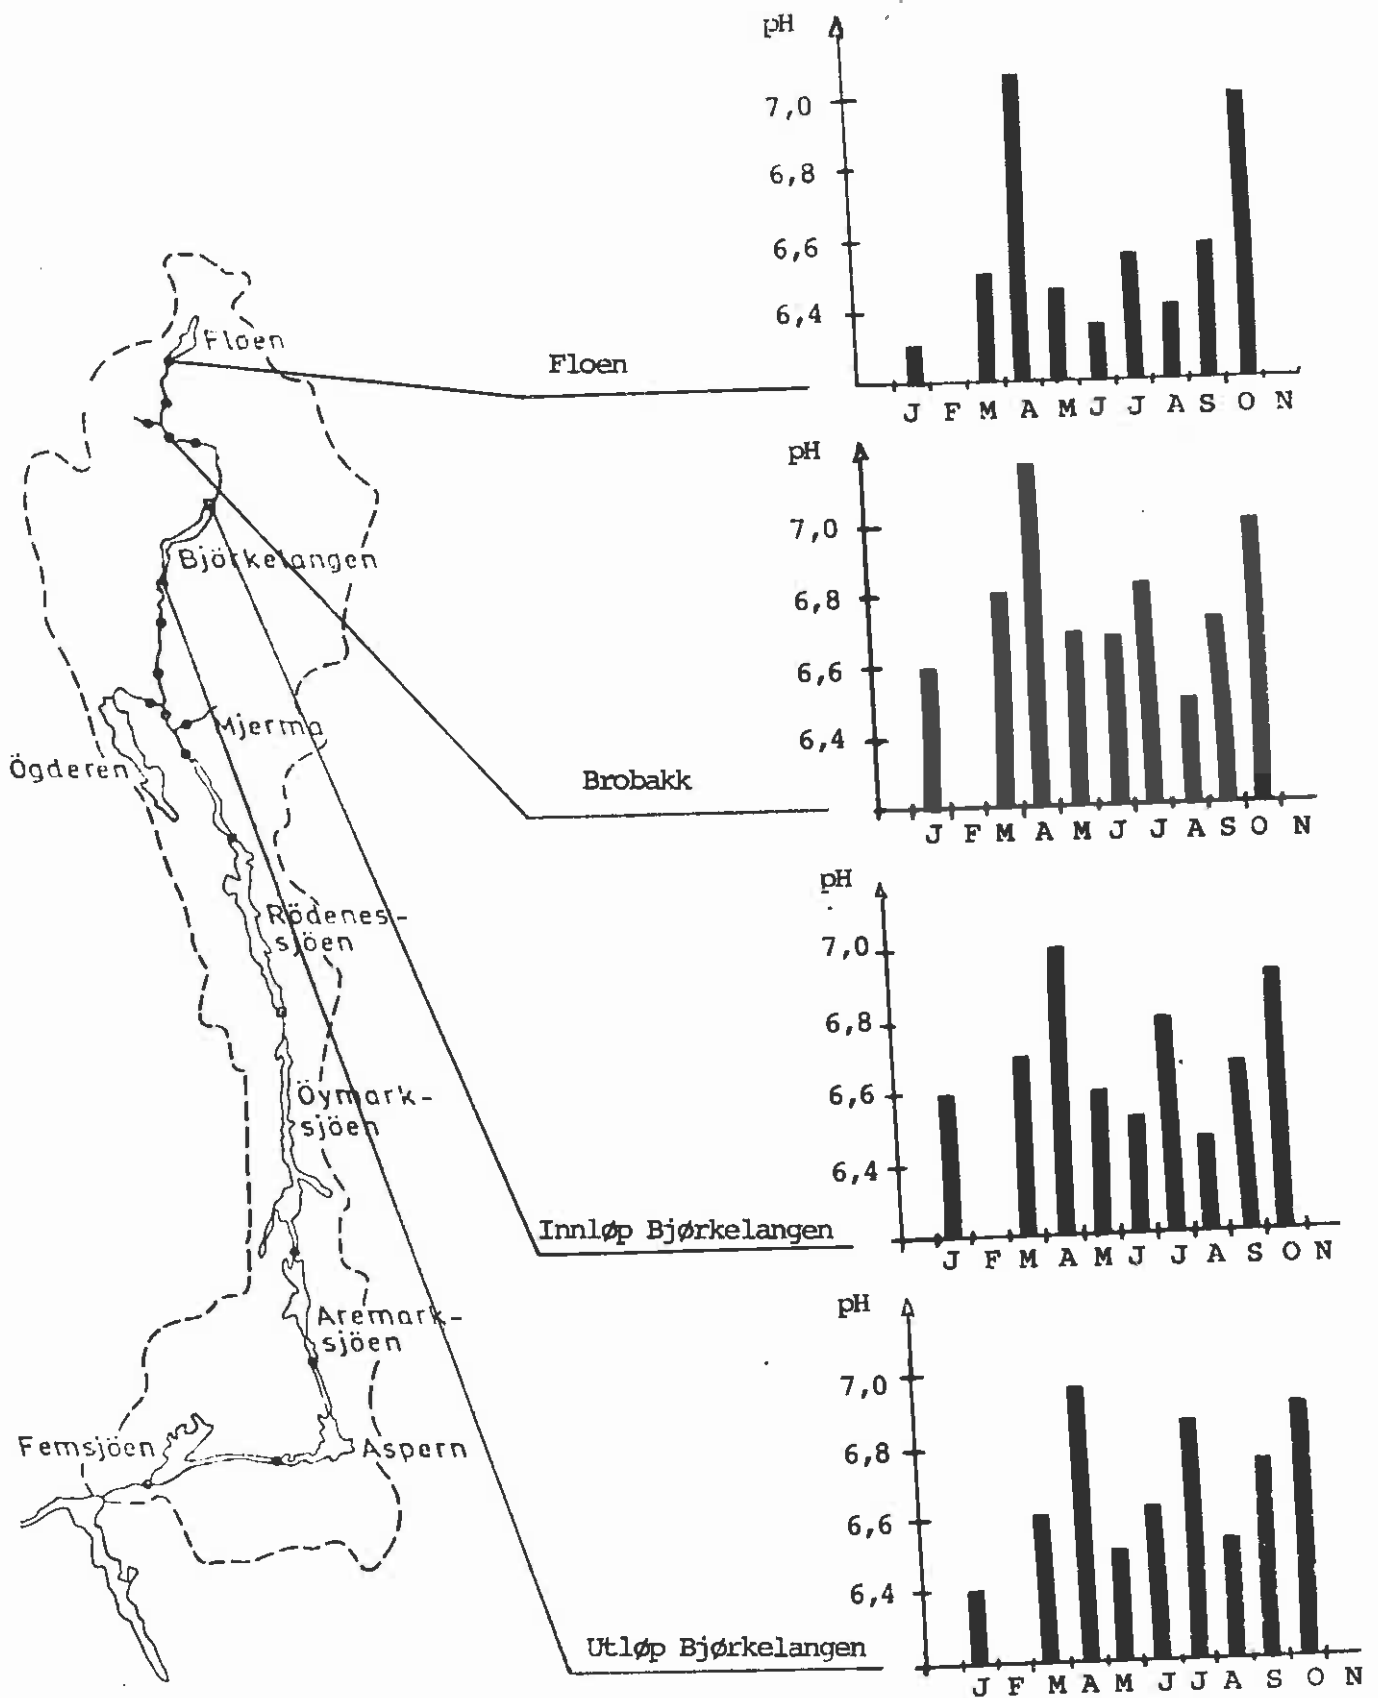 pH
7,0
6,8
6,6
6,4
J F M A M J J A S O N
Floen
Floen
pH
7,0
6,8
6,6
6,4
J F M A M J J A S O N
Björkelangen
Mjerma
Ögderen
Brobakk
pH
7,0
6,8
6,6
6,4
J F M A M J J A S O N
Rödenes-
sjöen
Öymark-
sjöen
Innløp Bjørkelangen
pH
7,0
6,8
6,6
6,4
J F M A M J J A S O N
Aremark-
sjöen
Femsjöen
Aspern
Utløp Bjørkelangen